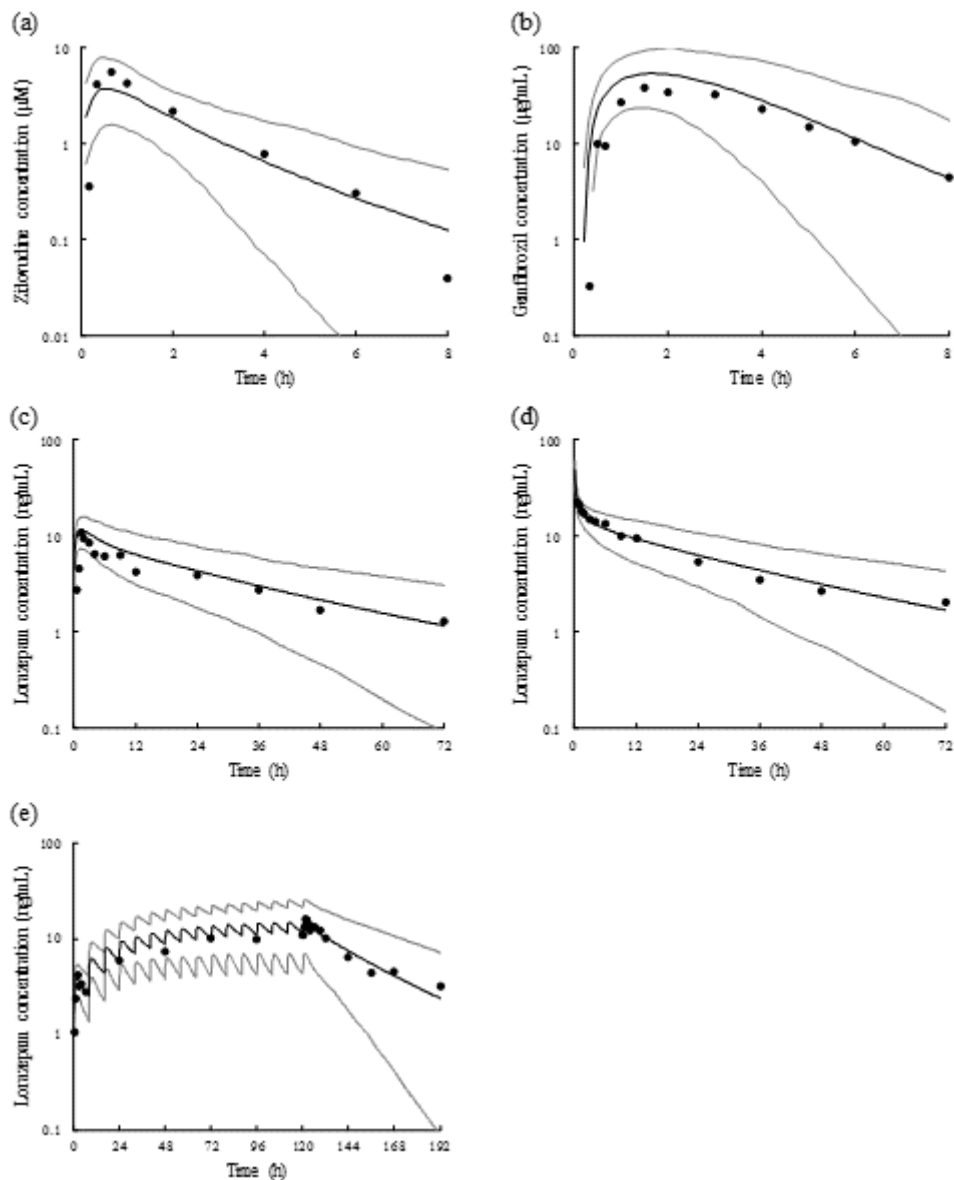 (a)
Zidovudine concentration (µM)
10
1
0.1
0.01
0 2 4 6 8
Time (h)
(b)
Gemfibrozil concentration (µg/mL)
100
10
1
0.1
0 2 4 6 8
Time (h)
(c)
Lorazepam concentration (ng/mL)
100
10
1
0.1
0 12 24 36 48 60 72
Time (h)
(d)
Lorazepam concentration (ng/mL)
100
10
1
0.1
0 12 24 36 48 60 72
Time (h)
(e)
Lorazepam concentration (ng/mL)
100
10
1
0.1
0 24 48 72 96 120 144 168 192
Time (h)